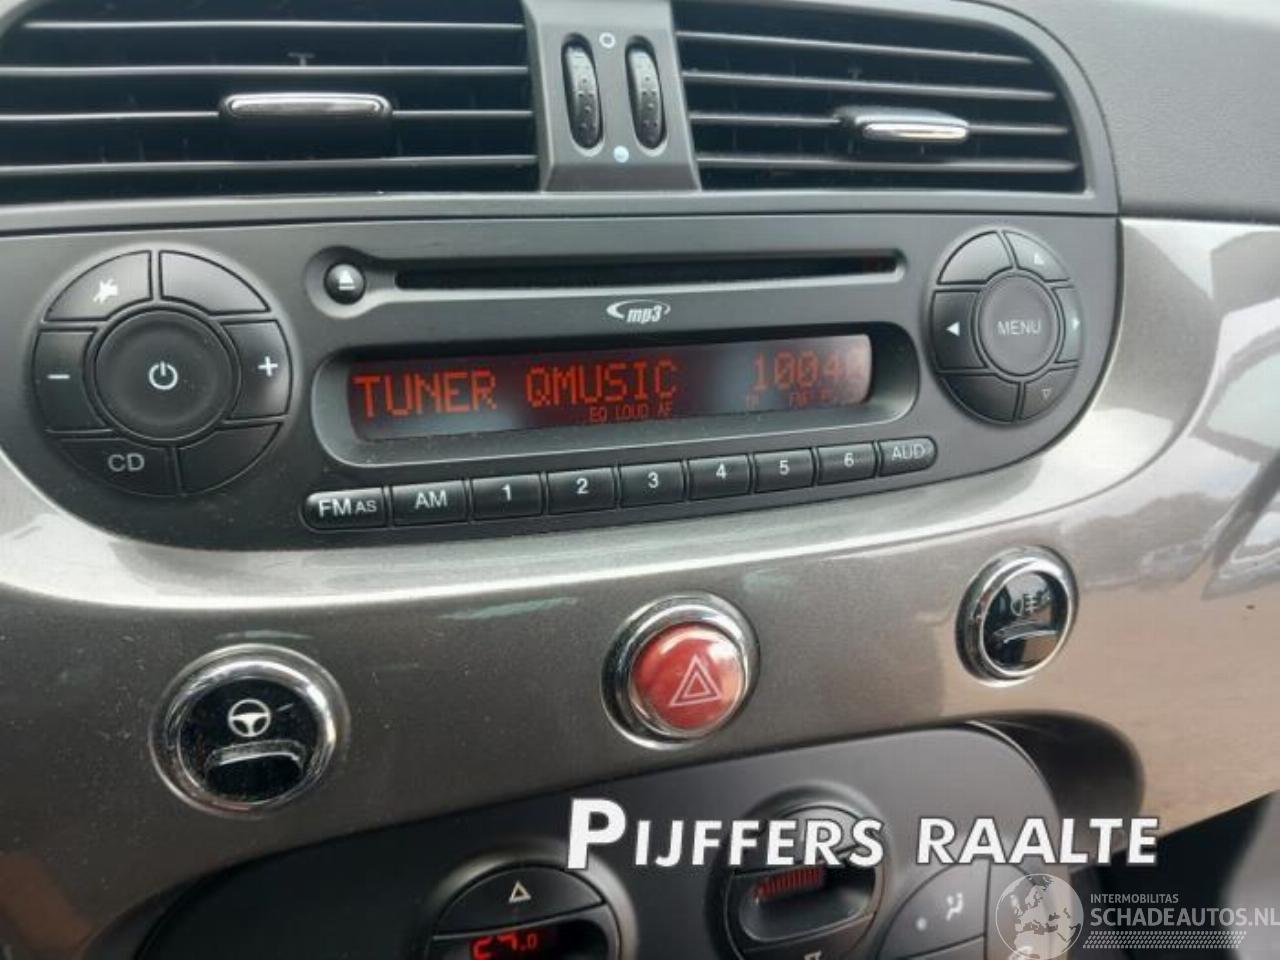 mp3
TUNER QMUSIC 1004
EQ LOUD AF
MENU
CD
FM AS AM 1 2 3 4 5 6 AUD
PIJFFERS RAALTE
INTERMOBILITAS
SCHADEAUTOS.NL